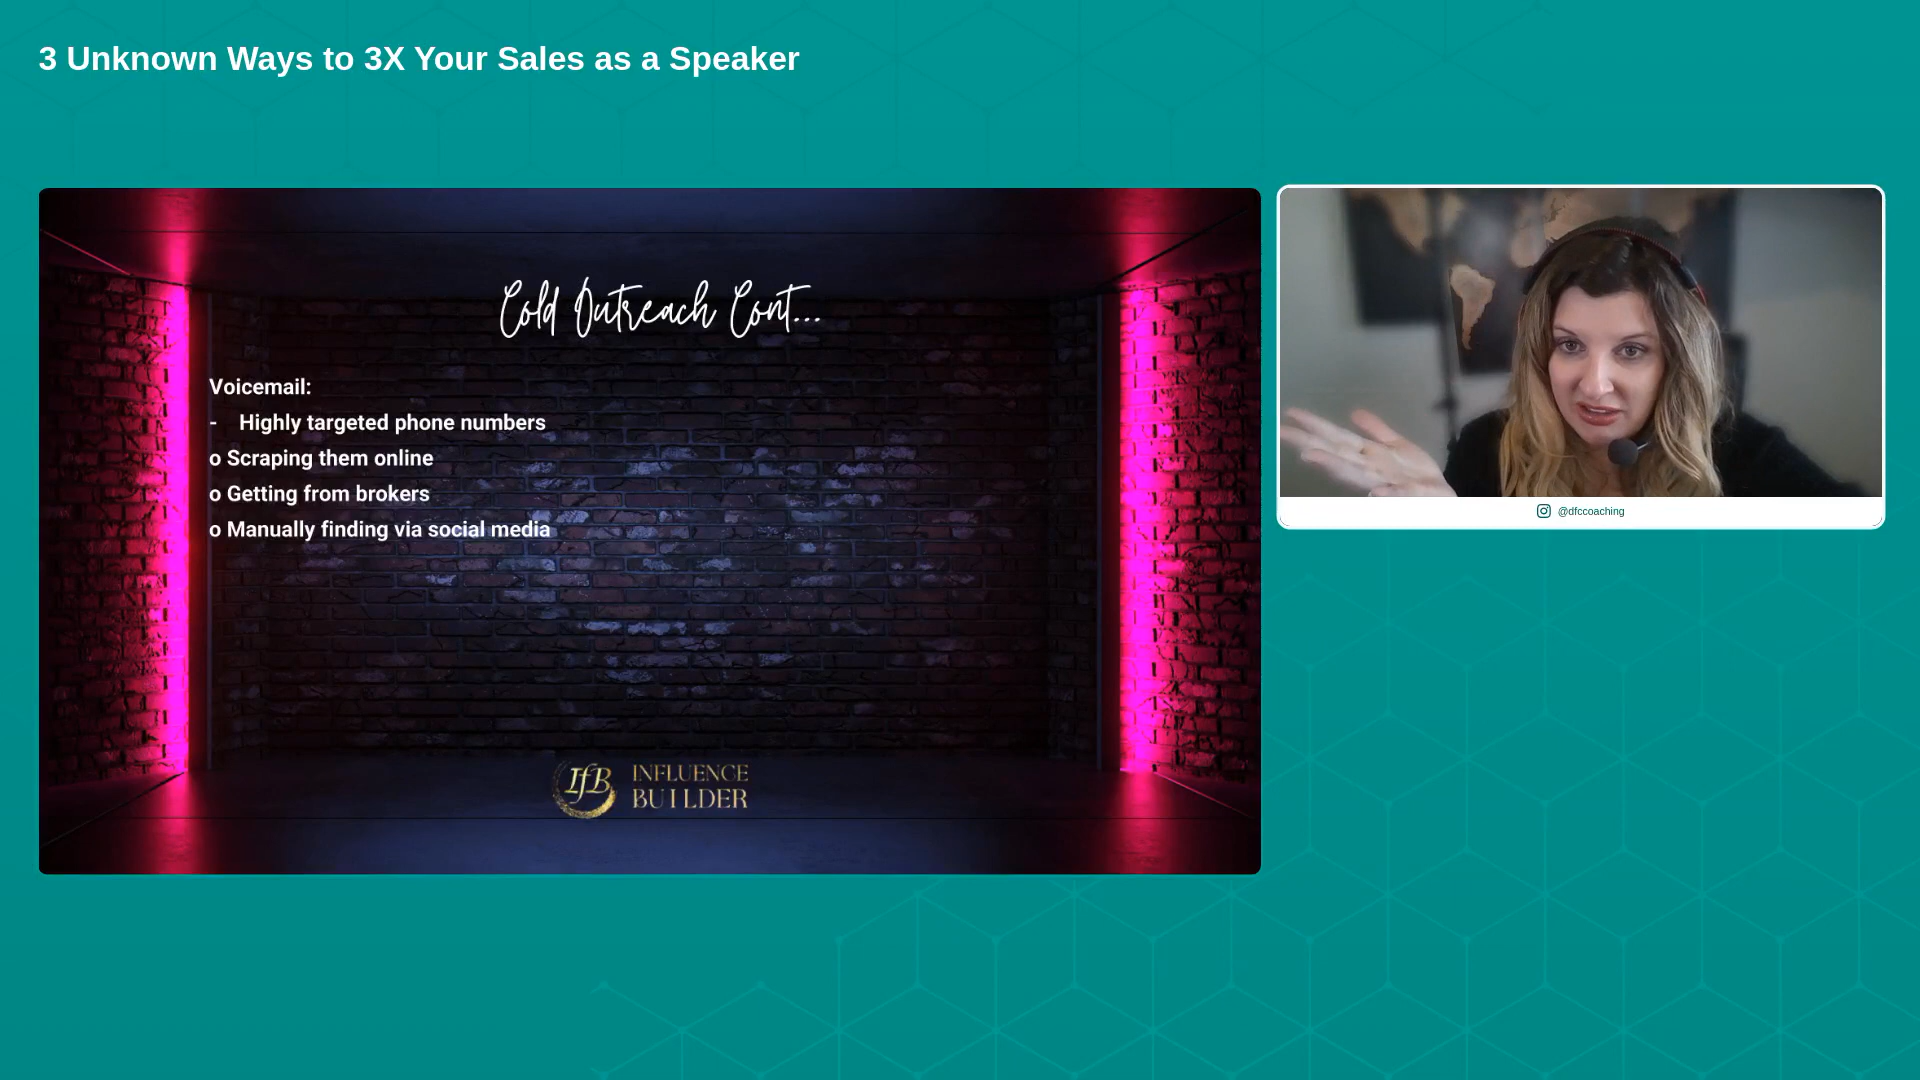 3 Unknown Ways to 3X Your Sales as a Speaker
Cold Outreach Cont...
Voicemail:
- Highly targeted phone numbers
o Scraping them online
o Getting from brokers
o Manually finding via social media
IfB
INFLUENCE
BUILDER
@dfccoaching